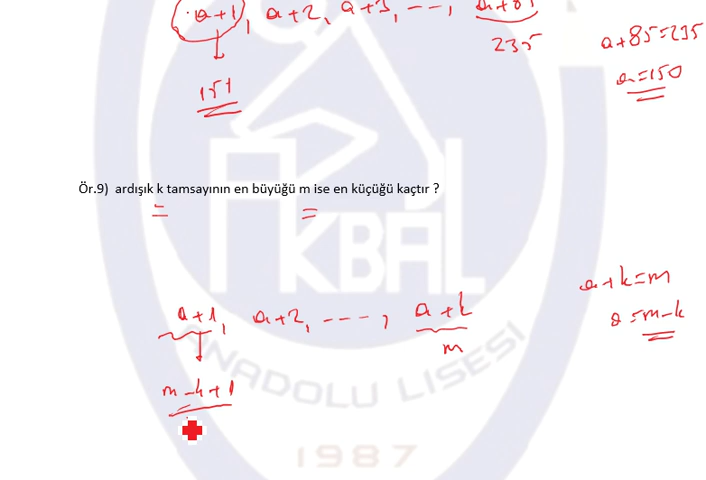 a+1, a+2, a+3, ---, a+85
235
a+85=235
a=150
151
Ör.9) ardışık k tamsayının en büyüğü m ise en küçüğü kaçtır ?
a+k=m
a=m-k
a+1, a+2, ----, a+k
m
m-k+1
AKBAL
ANADOLU LİSESİ
1987